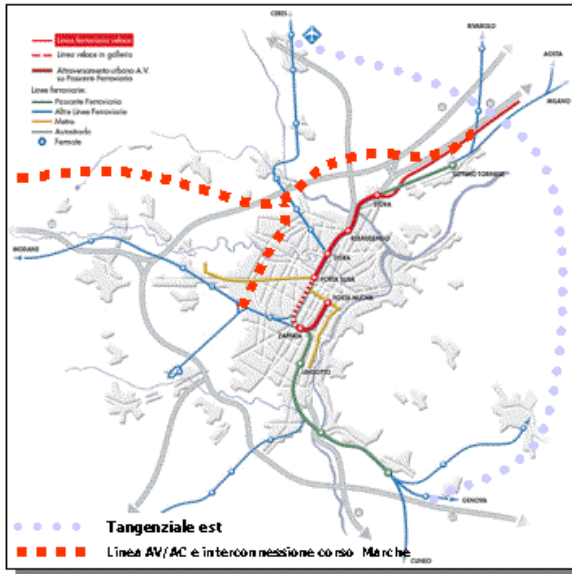 CERES
RIVAROLO
AOSTA
MILANO
Linea ferroviaria veloce
Linea veloce in galleria
Attraversamento urbano A.V.
su Passante Ferroviario
Linee ferroviarie:
Passante Ferroviario
Altre Linee Ferroviarie
Metro
Autostrada
Fermate
SETTIMO TORINESE
STURA
REBAUDENGO
MODANE
DORA
PORTA SUSA
PORTA NUOVA
ZAPPATA
LINGOTTO
GENOVA
CUNEO
Tangenziale est
Linea AV/AC e interconnessione corso Marche